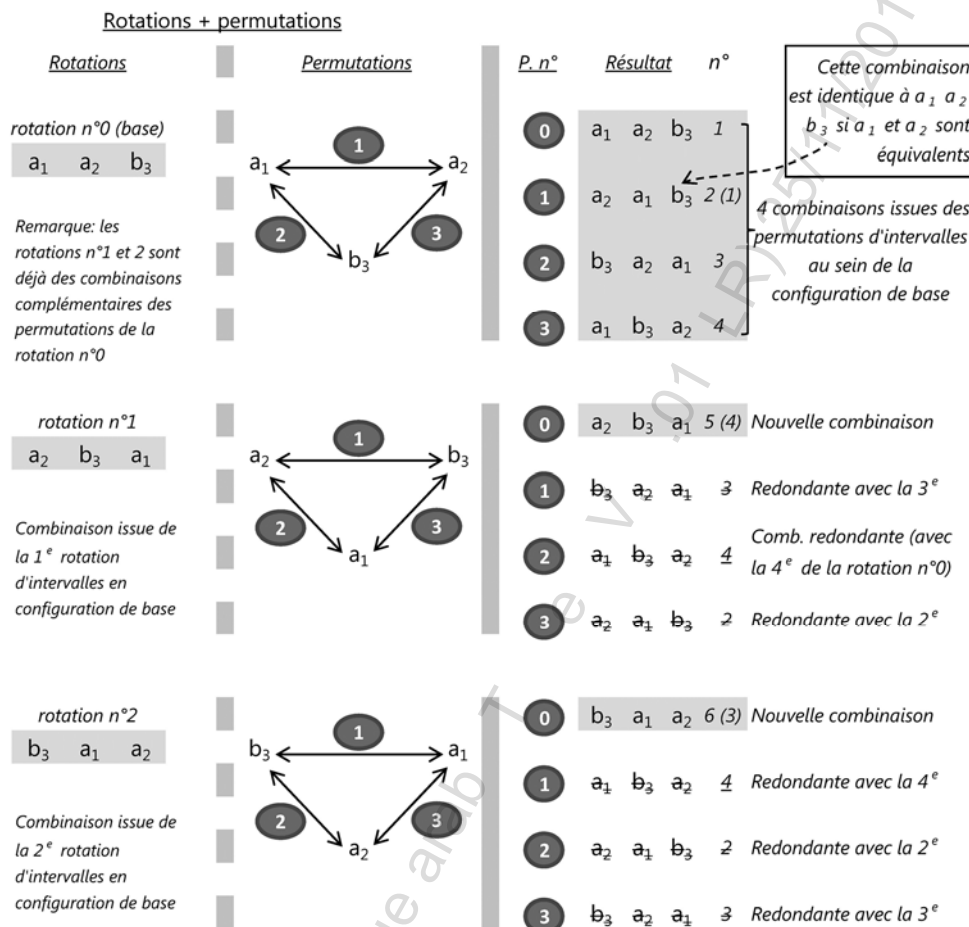 Rotations + permutations
Rotations Permutations P. n° Résultat n°
rotation n°0 (base)
a₁ a₂ b₃
Remarque: les
rotations n°1 et 2 sont
déjà des combinaisons
complémentaires des
permutations de la
rotation n°0
1
a₁ a₂
2 3
b₃
0 a₁ a₂ b₃ 1
1 a₂ a₁ b₃ 2 (1)
2 b₃ a₂ a₁ 3
3 a₁ b₃ a₂ 4
Cette combinaison
est identique à a₁ a₂
b₃ si a₁ et a₂ sont
équivalents
4 combinaisons issues des
permutations d'intervalles
au sein de la
configuration de base
rotation n°1
a₂ b₃ a₁
Combinaison issue de
la 1ᵉ rotation
d'intervalles en
configuration de base
1
a₂ b₃
2 3
a₁
0 a₂ b₃ a₁ 5 (4) Nouvelle combinaison
1 b₃ a₂ a₁ 3 Redondante avec la 3ᵉ
2 a₁ b₃ a₂ 4 Comb. redondante (avec
la 4ᵉ de la rotation n°0)
3 a₂ a₁ b₃ 2 Redondante avec la 2ᵉ
rotation n°2
b₃ a₁ a₂
Combinaison issue de
la 2ᵉ rotation
d'intervalles en
configuration de base
1
b₃ a₁
2 3
a₂
0 b₃ a₁ a₂ 6 (3) Nouvelle combinaison
1 a₁ b₃ a₂ 4 Redondante avec la 4ᵉ
2 a₂ a₁ b₃ 2 Redondante avec la 2ᵉ
3 b₃ a₂ a₁ 3 Redondante avec la 3ᵉ